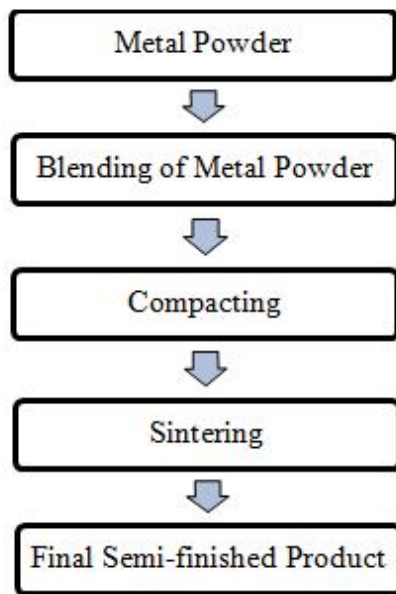 Metal Powder
Blending of Metal Powder
Compacting
Sintering
Final Semi-finished Product